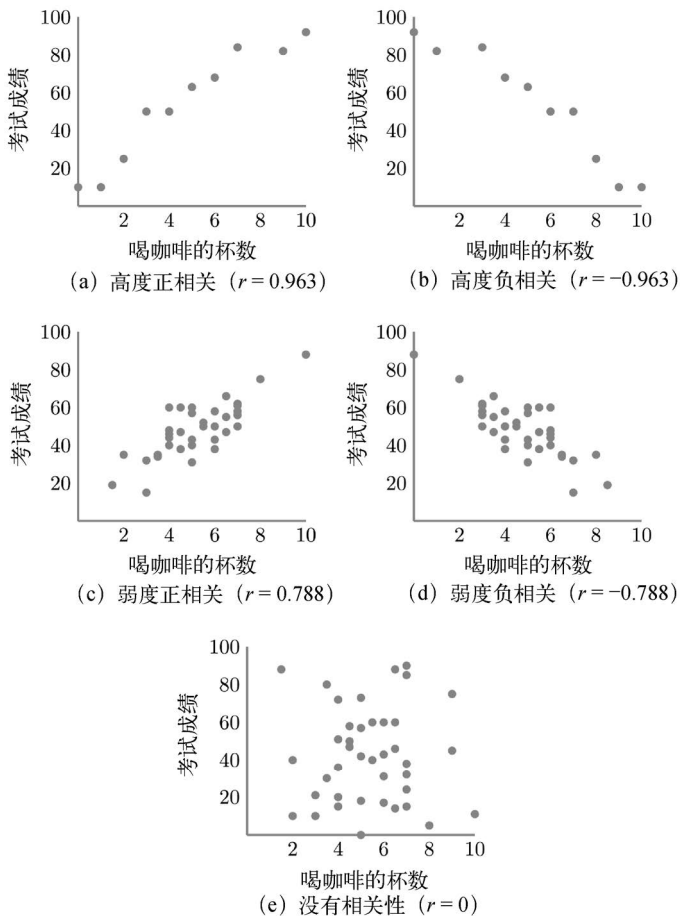 100
80
60
40
20
考试成绩
2 4 6 8 10
喝咖啡的杯数
(a) 高度正相关（r = 0.963）
100
80
60
40
20
考试成绩
2 4 6 8 10
喝咖啡的杯数
(b) 高度负相关（r = −0.963）
100
80
60
40
20
考试成绩
2 4 6 8 10
喝咖啡的杯数
(c) 弱度正相关（r = 0.788）
100
80
60
40
20
考试成绩
2 4 6 8 10
喝咖啡的杯数
(d) 弱度负相关（r = −0.788）
100
80
60
40
20
考试成绩
2 4 6 8 10
喝咖啡的杯数
(e) 没有相关性（r = 0）